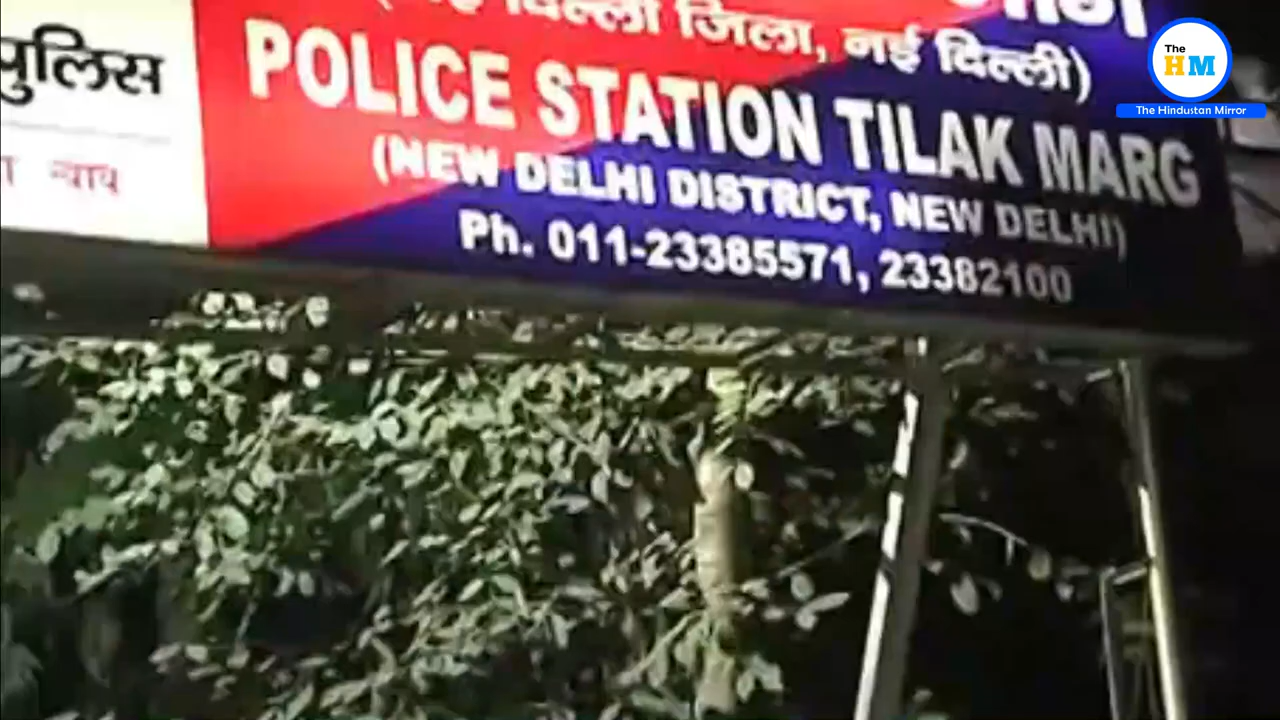 पुलिस
न्याय
(नई दिल्ली जिला, नई दिल्ली)
POLICE STATION TILAK MARG
(NEW DELHI DISTRICT, NEW DELHI)
Ph. 011-23385571, 23382100
The
HM
The Hindustan Mirror